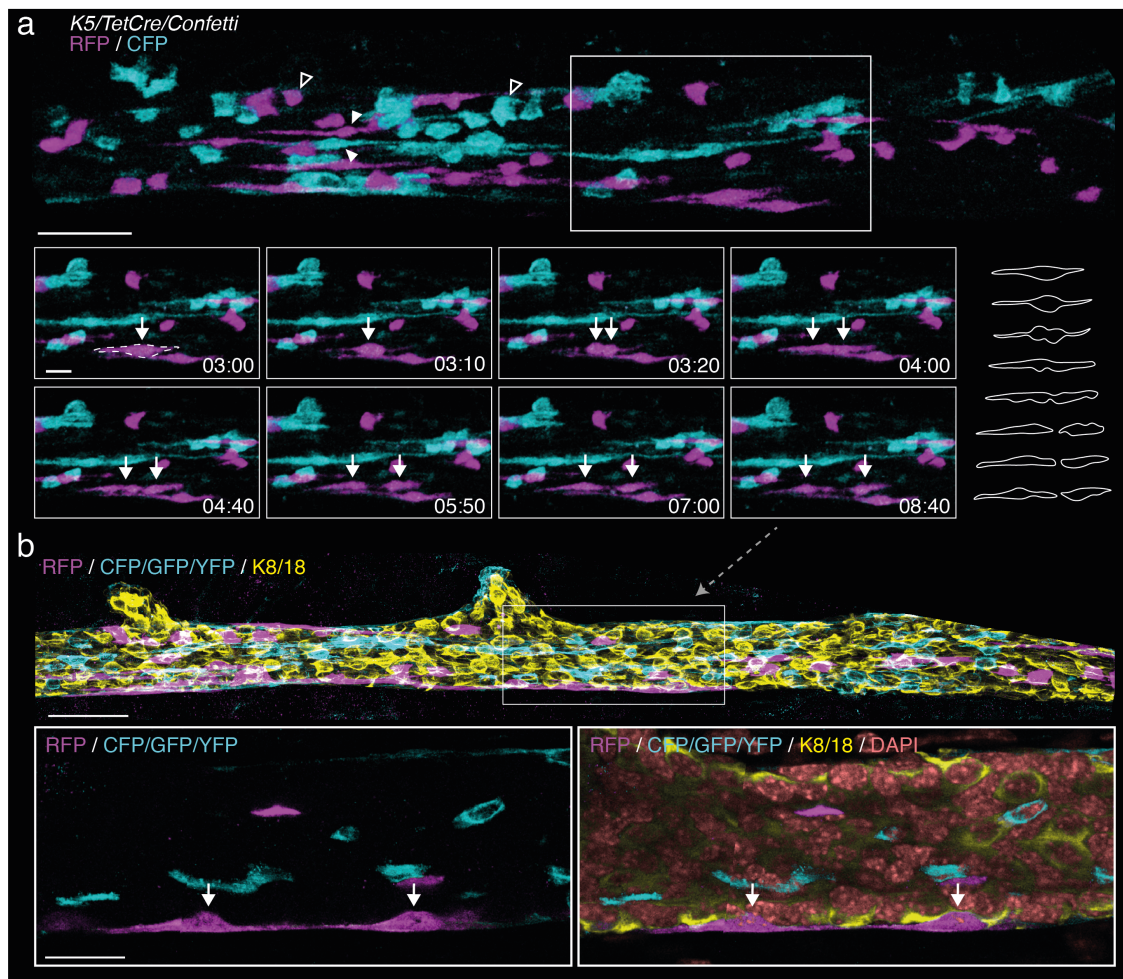 a
K5/TetCre/Confetti
RFP / CFP
03:00
03:10
03:20
04:00
04:40
05:50
07:00
08:40
b
RFP / CFP/GFP/YFP / K8/18
RFP / CFP/GFP/YFP
RFP / CFP/GFP/YFP / K8/18 / DAPI